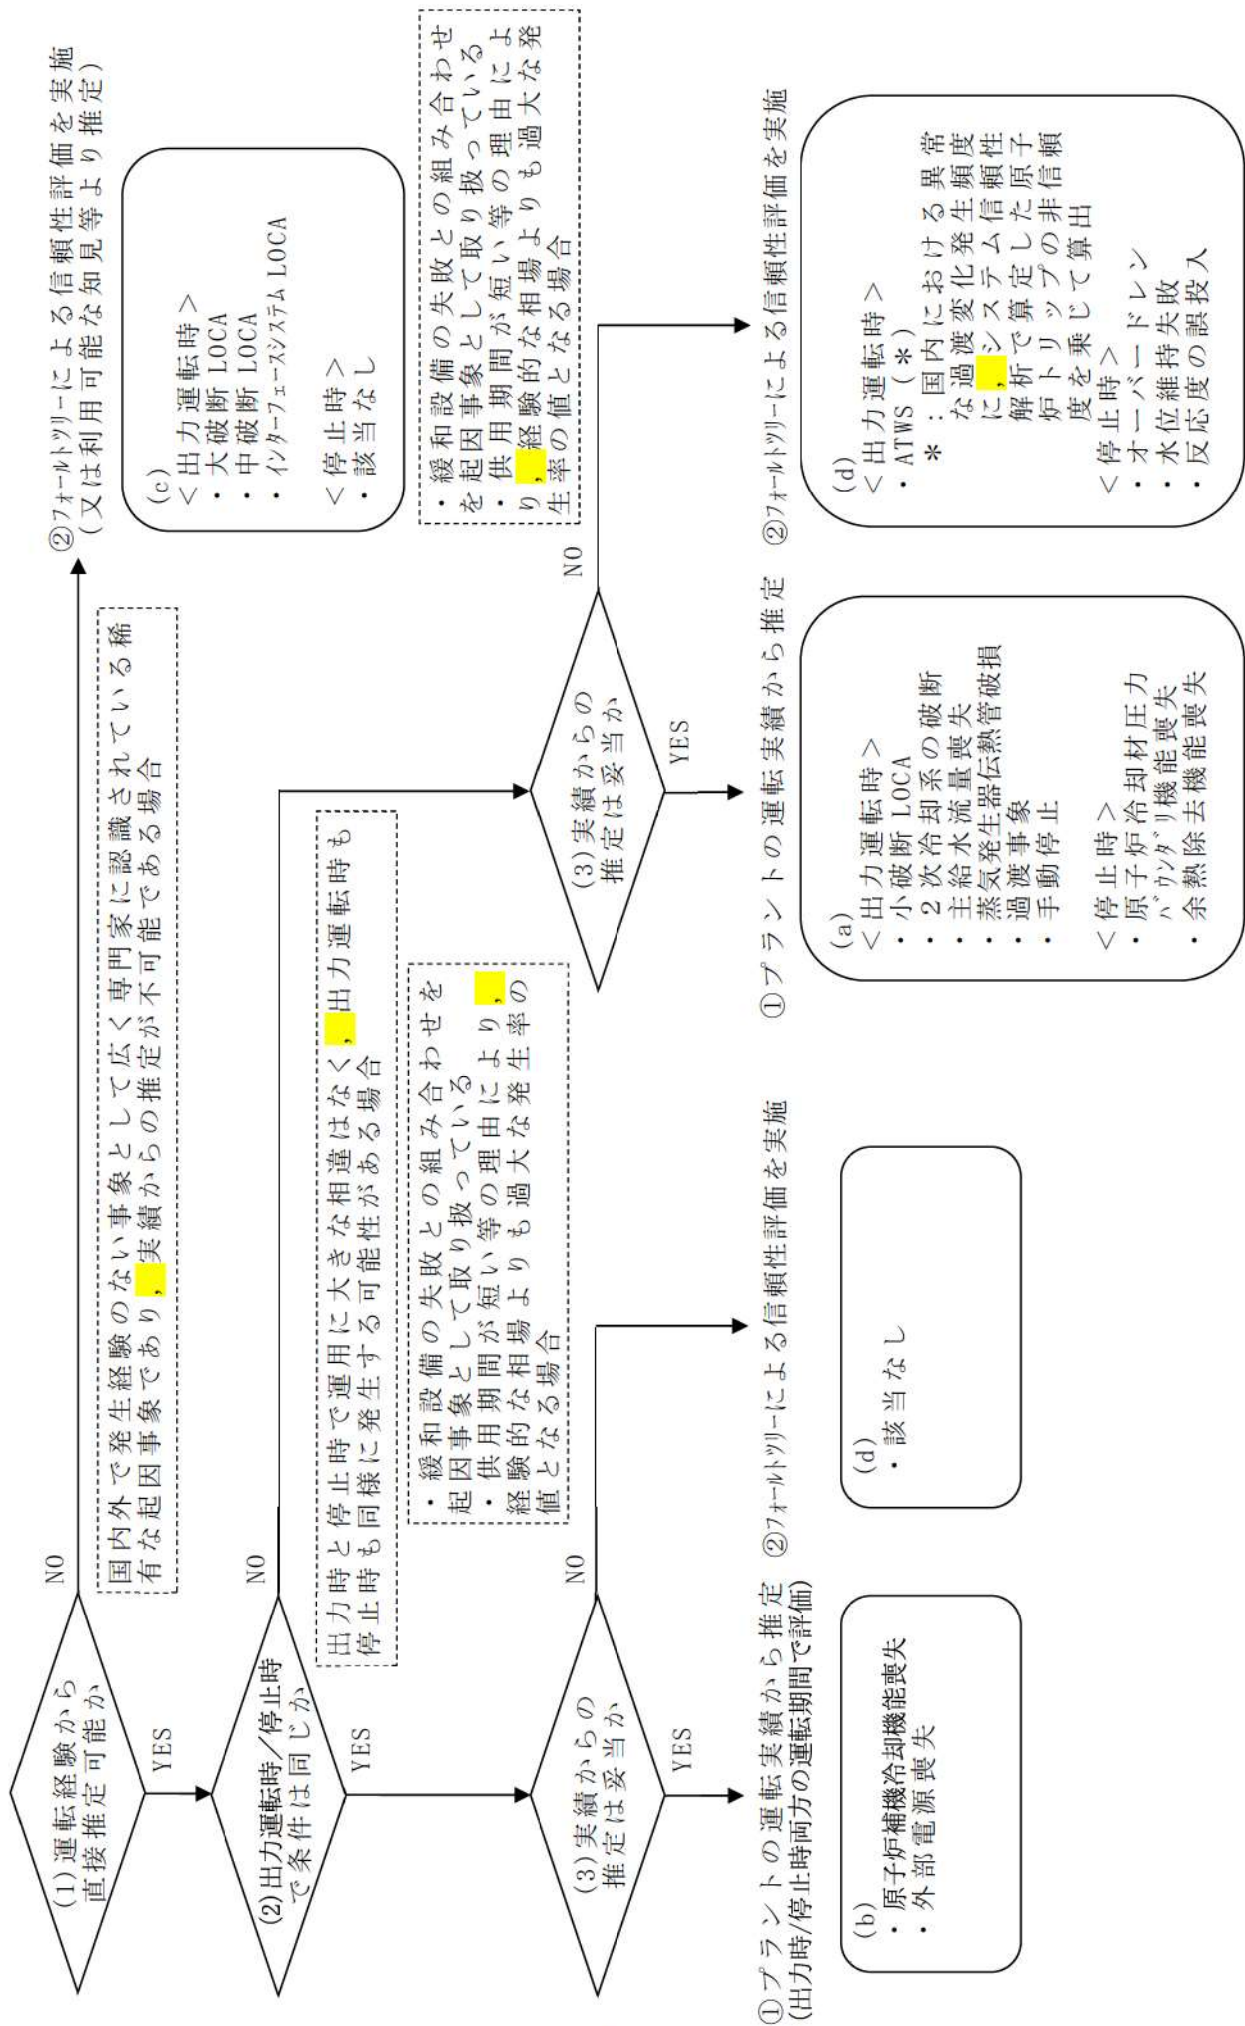 (1)運転経験から
直接推定可能か
NO
YES
国内外で発生経験のない事象として広く専門家に認識されている稀
有な起因事象であり,実績からの推定が不可能である場合
②フォールトツリーによる信頼性評価を実施
(又は利用可能な知見等より推定)
(c)
<出力運転時>
・大破断 LOCA
・中破断 LOCA
・インターフェースシステム LOCA
<停止時>
・該当なし
(2)出力運転時/停止時
で条件は同じか
NO
YES
出力時と停止時で運用に大きな相違はなく,出力運転時も
停止時も同様に発生する可能性がある場合
(3)実績からの
推定は妥当か
NO
YES
・緩和設備の失敗との組み合わせを
起因事象として取り扱っている
・供用期間が短い等の理由により,
経験的な相場よりも過大な発生率の
値となる場合
(3)実績からの
推定は妥当か
NO
YES
・緩和設備の失敗との組み合わせ
を起因事象として取り扱っている
・供用期間が短い等の理由によ
り,経験的な相場よりも過大な発
生率の値となる場合
①プラントの運転実績から推定
(出力時/停止時両方の運転期間で評価)
(b)
・原子炉補機冷却機能喪失
・外部電源喪失
②フォールトツリーによる信頼性評価を実施
(d)
・該当なし
①プラントの運転実績から推定
(a)
<出力運転時>
・小破断 LOCA
・2次冷却系の破断
・主給水流量喪失
・蒸気発生器伝熱管破損
・過渡事象
・手動停止
<停止時>
・原子炉冷却材圧力
バウンダリ機能喪失
・余熱除去機能喪失
②フォールトツリーによる信頼性評価を実施
(d)
<出力運転時>
・ATWS(*)
*:国内における異常
な過渡変化発生頻度
に,システム信頼性
解析で算定した原子
炉トリップの非信頼
度を乗じて算出
<停止時>
・オーバードレン
・水位維持失敗
・反応度の誤投入